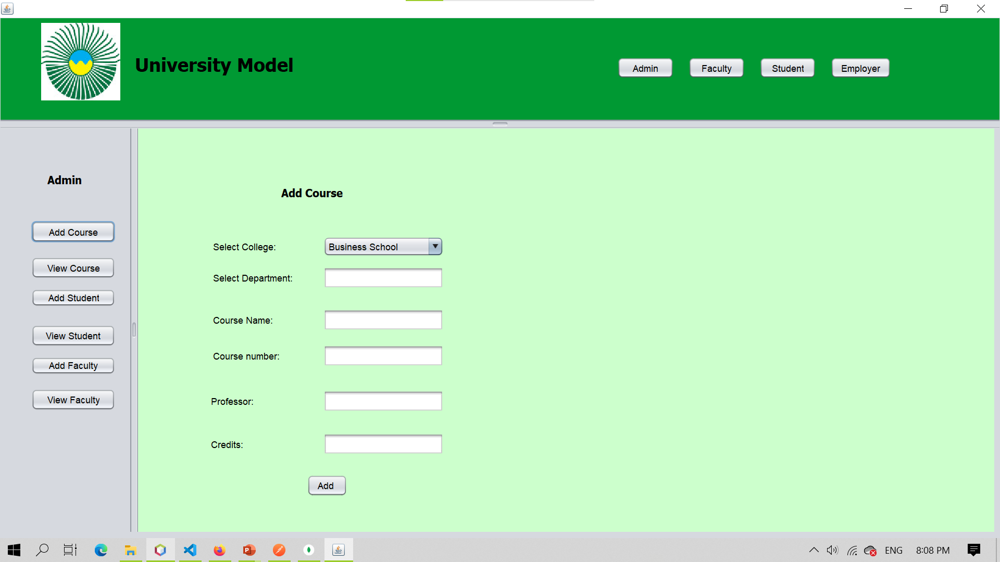 University Model
Admin
Faculty
Student
Employer
Admin
Add Course
View Course
Add Student
View Student
Add Faculty
View Faculty
Add Course
Select College:
Business School
Select Department:
Course Name:
Course number:
Professor:
Credits:
Add
ENG
8:08 PM